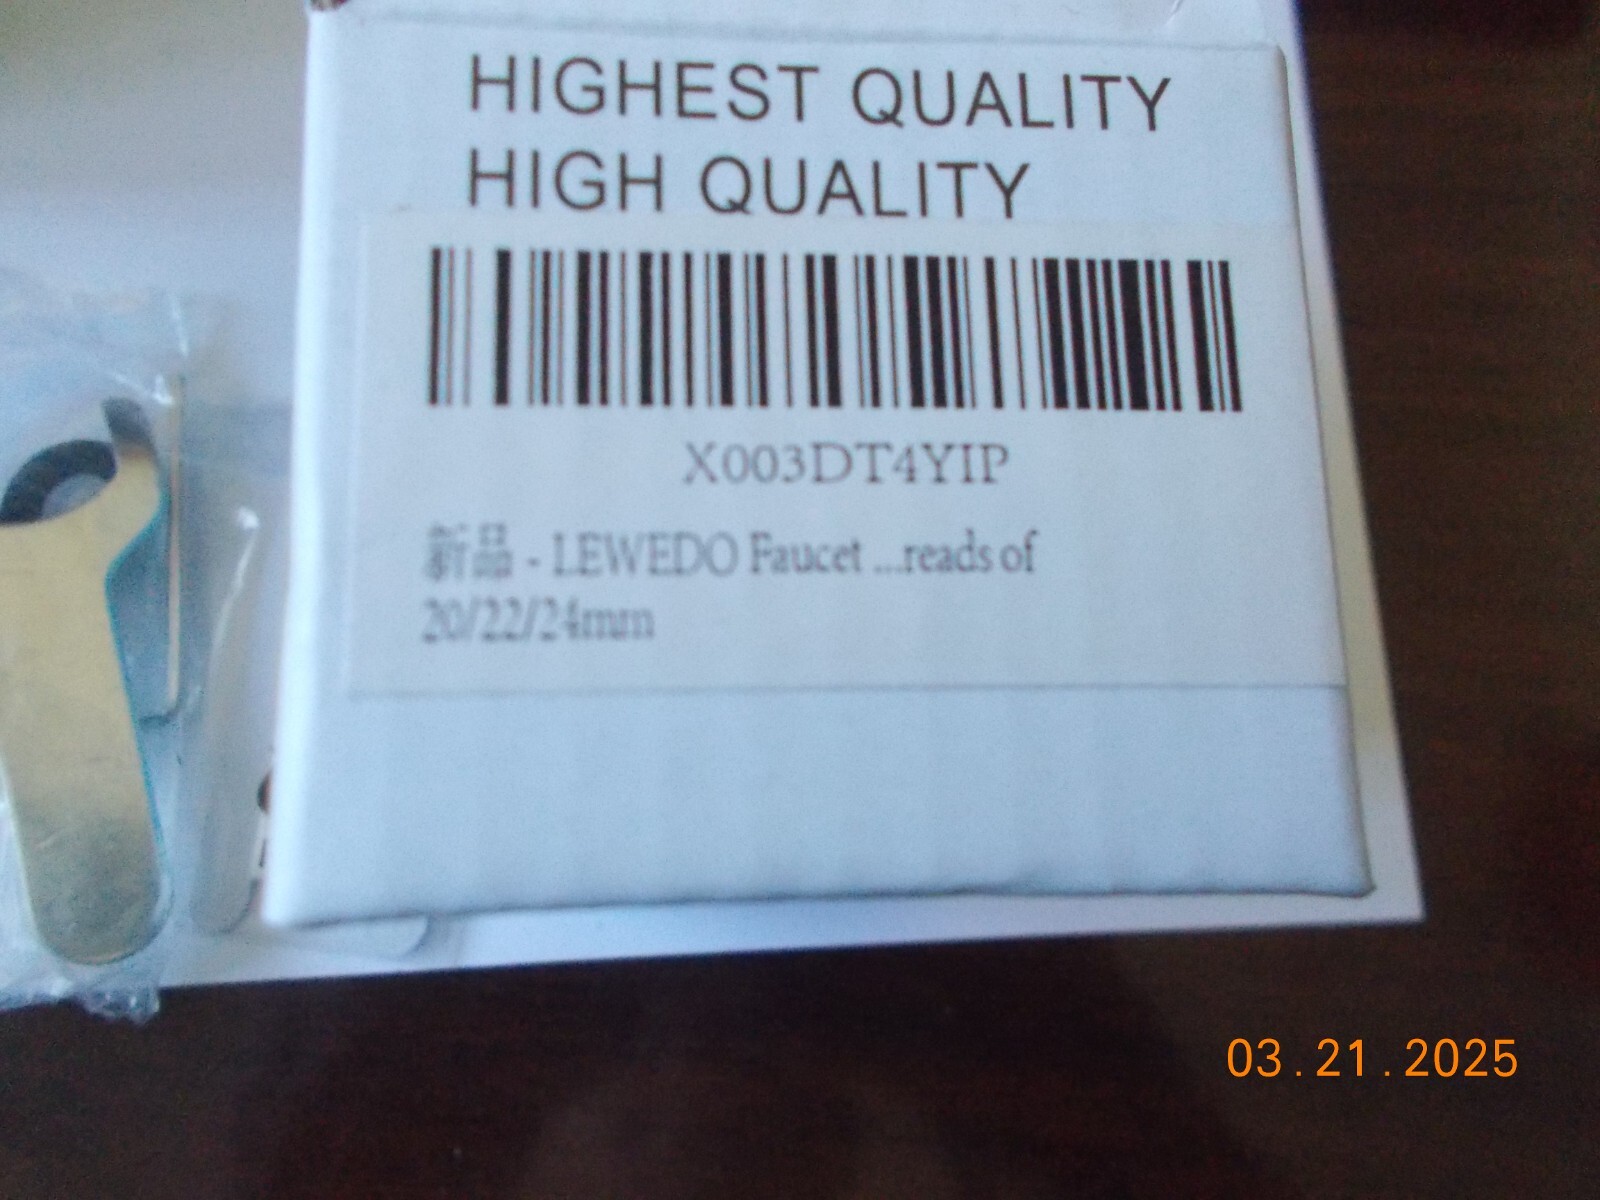 HIGHEST QUALITY
HIGH QUALITY
X003DT4YIP
新品 - LEWEDO Faucet ...reads of
20/22/24mm
03.21.2025